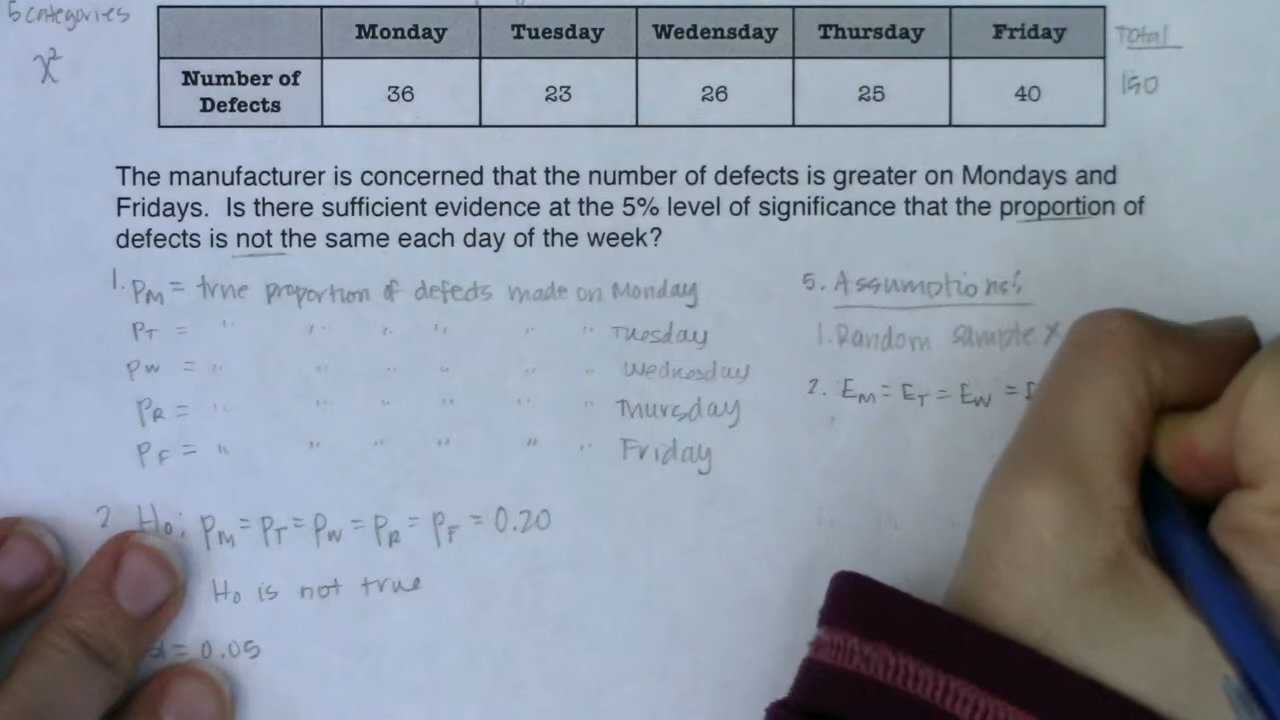 5 categories
χ²
Monday Tuesday Wedensday Thursday Friday Total
Number of Defects 36 23 26 25 40 150
The manufacturer is concerned that the number of defects is greater on Mondays and
Fridays. Is there sufficient evidence at the 5% level of significance that the proportion of
defects is not the same each day of the week?
1. PM = true proportion of defects made on Monday
PT = " " " " " " Tuesday
PW = " " " " " " Wednesday
PR = " " " " " " Thursday
PF = " " " " " " Friday
2 Ho: PM = PT = PW = PR = PF = 0.20
Ho is not true
α = 0.05
5. Assumptions:
1. Random sample x
2. EM = ET = EW =